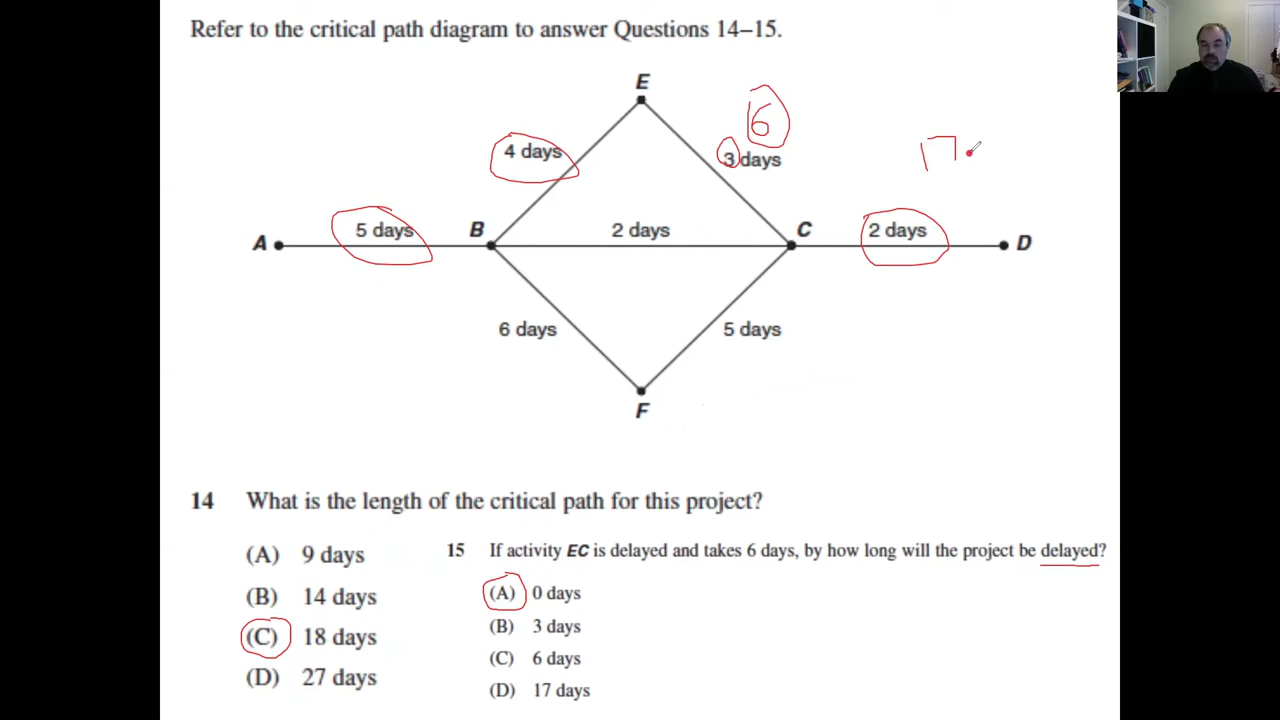 Refer to the critical path diagram to answer Questions 14–15.
E
6
4 days
3 days
17
A
5 days
B
2 days
C
2 days
D
6 days
5 days
F
14 What is the length of the critical path for this project?
(A) 9 days
(B) 14 days
(C) 18 days
(D) 27 days
15 If activity EC is delayed and takes 6 days, by how long will the project be delayed?
(A) 0 days
(B) 3 days
(C) 6 days
(D) 17 days